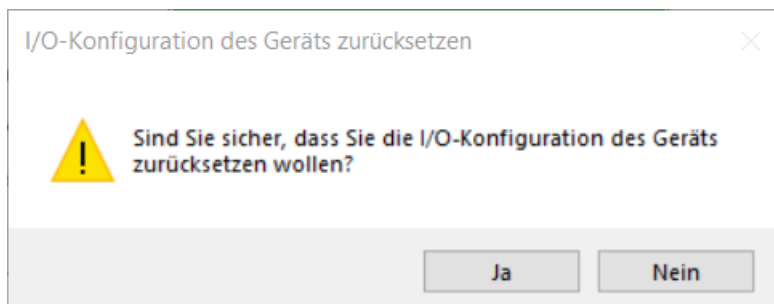 I/O-Konfiguration des Geräts zurücksetzen
Sind Sie sicher, dass Sie die I/O-Konfiguration des Geräts
zurücksetzen wollen?
Ja
Nein